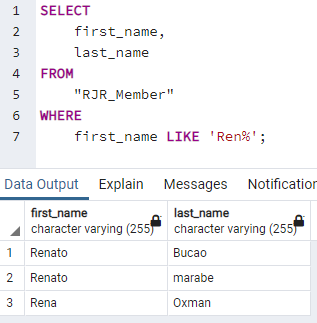 1 SELECT
2 first_name,
3 last_name
4 FROM
5 "RJR_Member"
6 WHERE
7 first_name LIKE 'Ren%';
Data Output Explain Messages Notification
first_name last_name
character varying (255) character varying (255)
1 Renato Bucao
2 Renato marabe
3 Rena Oxman